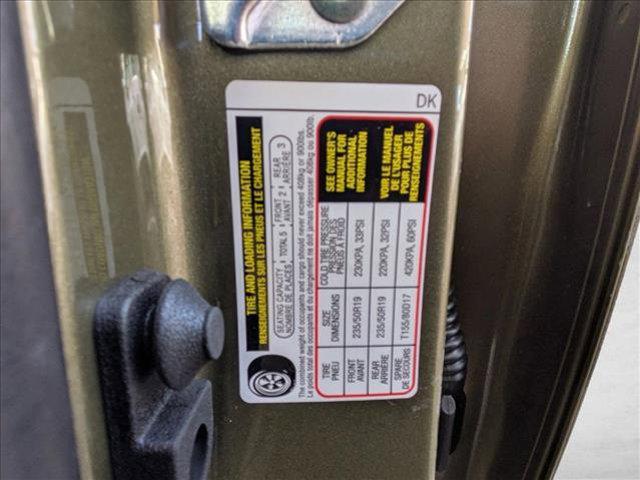 DK
TIRE AND LOADING INFORMATION
RENSEIGNEMENTS SUR LES PNEUS ET LE CHARGEMENT
SEATING CAPACITY TOTAL 5 FRONT 2 REAR 3
NOMBRE DE PLACES AVANT ARRIÈRE
The combined weight of occupants and cargo should never exceed 408kg or 900lbs.
Le poids total des occupants et du chargement ne doit jamais dépasser 408kg ou 900lb.
TIRE
PNEU
SIZE
DIMENSIONS
COLD TIRE PRESSURE
PRESSION DES
PNEUS À FROID
FRONT
AVANT
235/50R19
230KPA, 33PSI
REAR
ARRIÈRE
235/50R19
220KPA, 32PSI
SPARE
DE SECOURS
T155/80D17
420KPA, 60PSI
SEE OWNER'S
MANUAL FOR
ADDITIONAL
INFORMATION
VOIR LE MANUEL
DE L'USAGER
POUR PLUS DE
RENSEIGNEMENTS